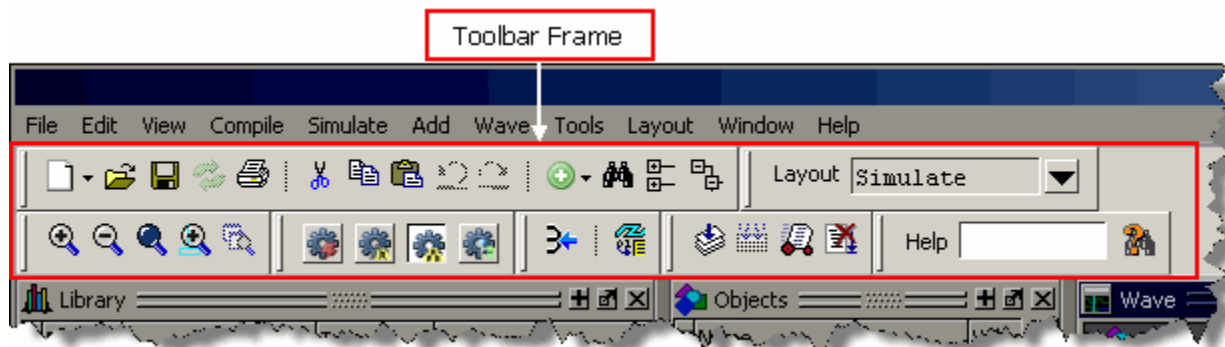 Toolbar Frame
File Edit View Compile Simulate Add Wave Tools Layout Window Help
Layout Simulate
Help
Library Objects Wave